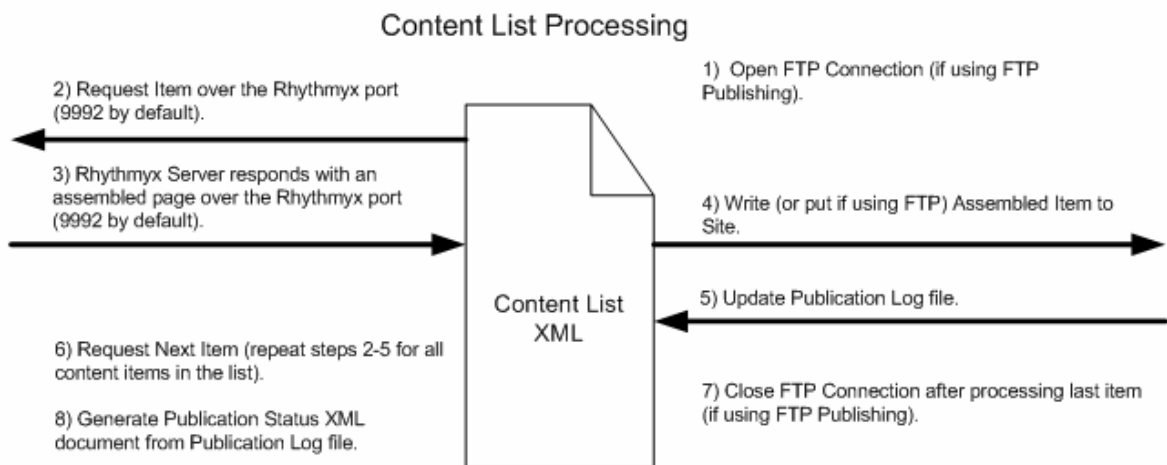 Content List Processing
1) Open FTP Connection (if using FTP
Publishing).
2) Request Item over the Rhythmyx port
(9992 by default).
3) Rhythmyx Server responds with an
assembled page over the Rhythmyx port
(9992 by default).
4) Write (or put if using FTP) Assembled Item to
Site.
5) Update Publication Log file.
Content List
XML
6) Request Next Item (repeat steps 2-5 for all
content items in the list).
7) Close FTP Connection after processing last item
(if using FTP Publishing).
8) Generate Publication Status XML
document from Publication Log file.